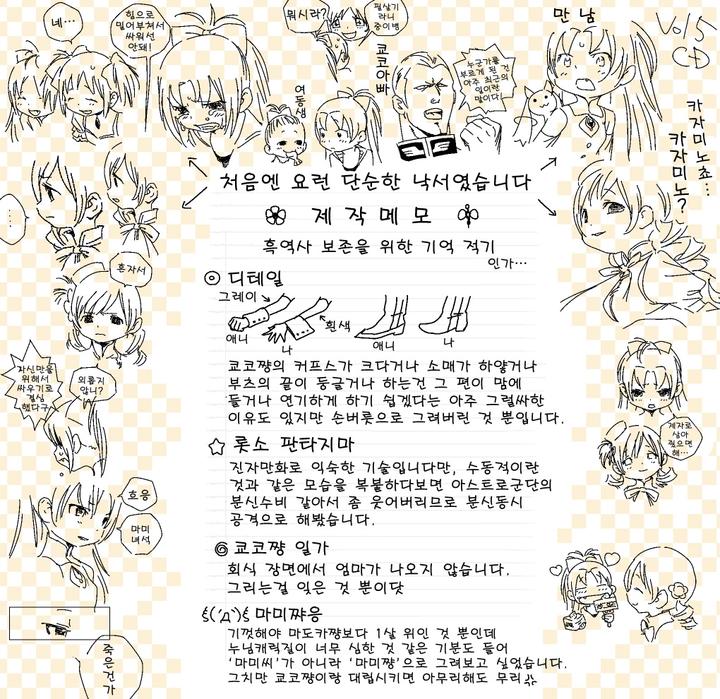 네…
힘으로
밀어부쳐서
싸워선
안돼!
뭐시라?
필살기
라니
중이병
쿄코아빠
여동생
누군가를
부르게 된 건
아주 최근의
일이란
말이다!
만남
Vol5
CD
카자미노죠…
카자미노?
처음엔 요런 단순한 낙서였습니다
제작메모
흑역사 보존을 위한 기억 적기
인가…
…
혼자서
자신만을
위해서
싸우기로
결심
했다구
외롭지
않니?
흐응
마미
녀석
죽은건가
제자로
삼아
줬으면
해…
◎ 디테일
그레이
흰색
애니
나
애니
나
쿄코쨩의 커프스가 크다거나 소매가 하얗거나
부츠의 끝이 둥글거나 하는건 그 편이 맘에
들거나 연기하게 하기 쉽겠다는 아주 그럴싸한
이유도 있지만 손버릇으로 그려버린 것 뿐입니다.
☆ 롯소 판타지마
진자만화로 익숙한 기술입니다만, 수동적이란
것과 같은 모습을 복붙하다보면 아스트로군단의
분신수비 같아서 좀 웃어버리므로 분신동시
공격으로 해봤습니다.
쿄코쨩 일가
회식 장면에서 엄마가 나오지 않습니다.
그리는걸 잊은 것 뿐이닷
ξ(´д`)ξ 마미쨔응
기껏해야 마도카쨩보다 1살 위인 것 뿐인데
누님캐릭질이 너무 심한 것 같은 기분도 들어
'마미씨'가 아니라 '마미쨩'으로 그려보고 싶었습니다.
그치만 쿄코쨩이랑 대립시키면 아무리해도 무리